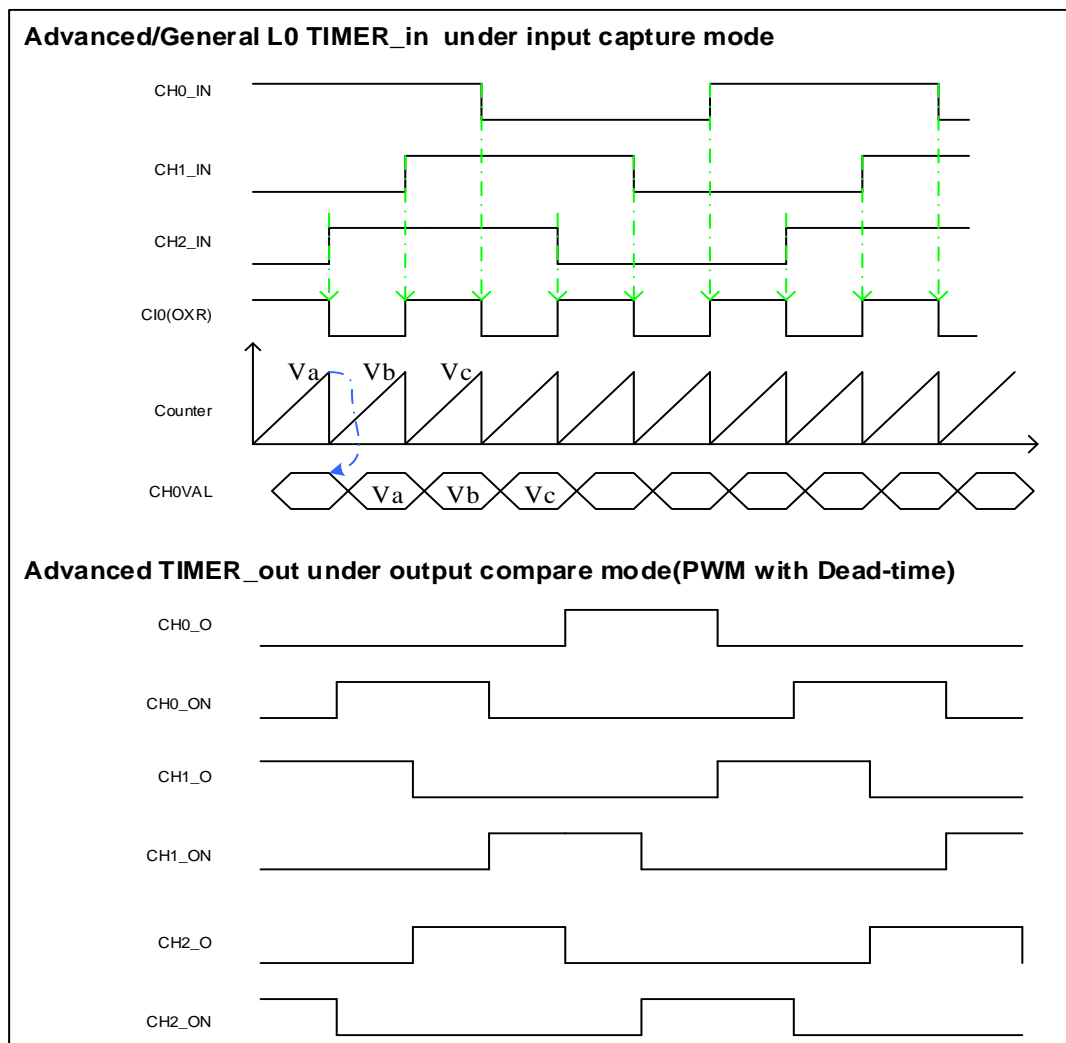 Advanced/General L0 TIMER_in under input capture mode
CH0_IN
CH1_IN
CH2_IN
CI0(OXR)
Va Vb Vc
Counter
CH0VAL
Va Vb Vc
Advanced TIMER_out under output compare mode(PWM with Dead-time)
CH0_O
CH0_ON
CH1_O
CH1_ON
CH2_O
CH2_ON